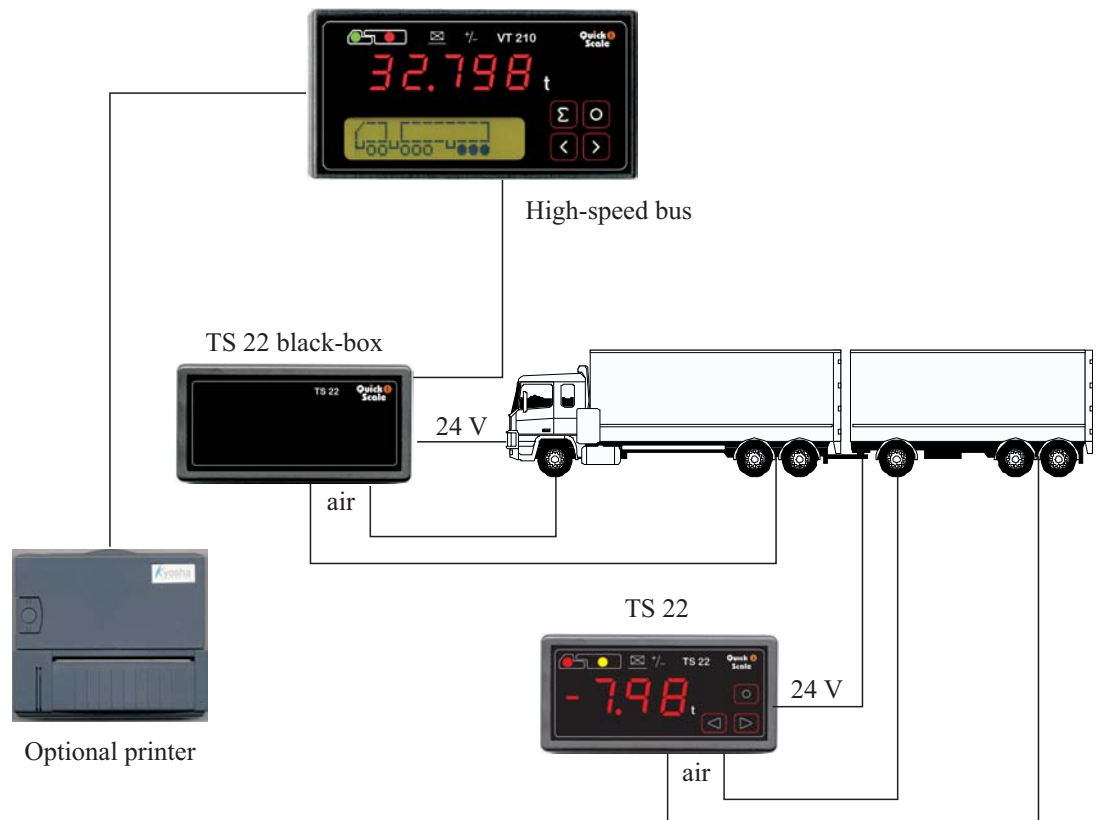 +/- VT 210 Quick Scale
32.798 t
Σ O
< >
High-speed bus
TS 22 black-box
TS 22 Quick Scale
24 V
air
Kyosha
TS 22
+/- TS 22 Quick Scale
-7.98 t
24 V
air
Optional printer